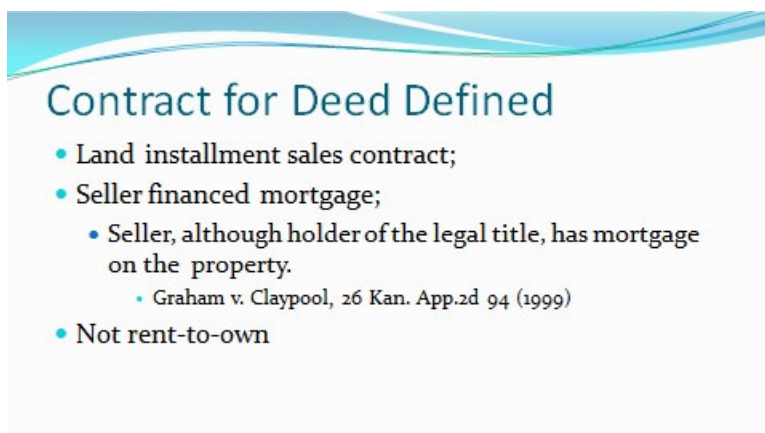 Contract for Deed Defined
• Land installment sales contract;
• Seller financed mortgage;
• Seller, although holder of the legal title, has mortgage
on the property.
• Graham v. Claypool, 26 Kan. App.2d 94 (1999)
• Not rent-to-own